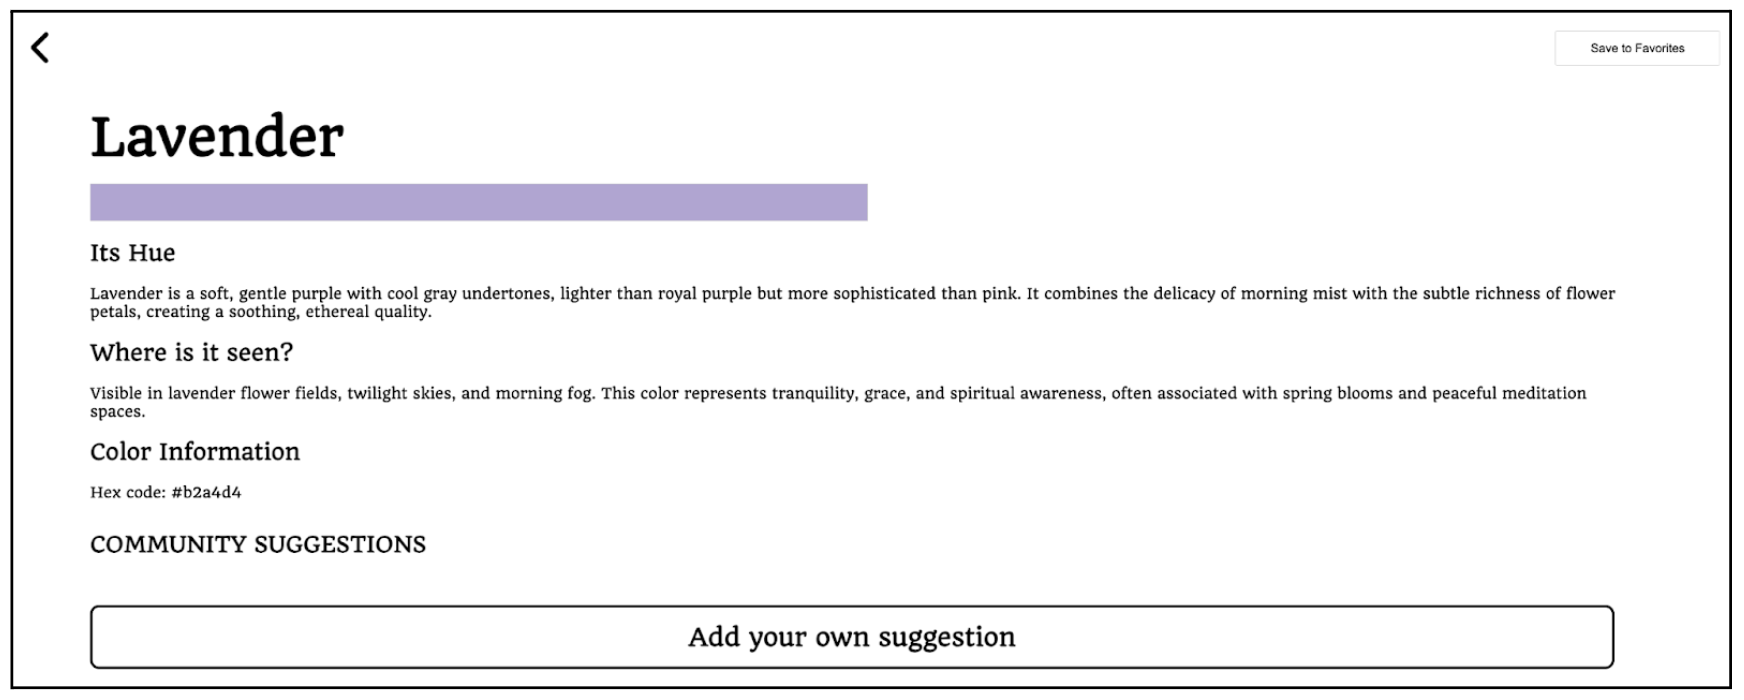 Save to Favorites
Lavender
Its Hue
Lavender is a soft, gentle purple with cool gray undertones, lighter than royal purple but more sophisticated than pink. It combines the delicacy of morning mist with the subtle richness of flower
petals, creating a soothing, ethereal quality.
Where is it seen?
Visible in lavender flower fields, twilight skies, and morning fog. This color represents tranquility, grace, and spiritual awareness, often associated with spring blooms and peaceful meditation
spaces.
Color Information
Hex code: #b2a4d4
COMMUNITY SUGGESTIONS
Add your own suggestion